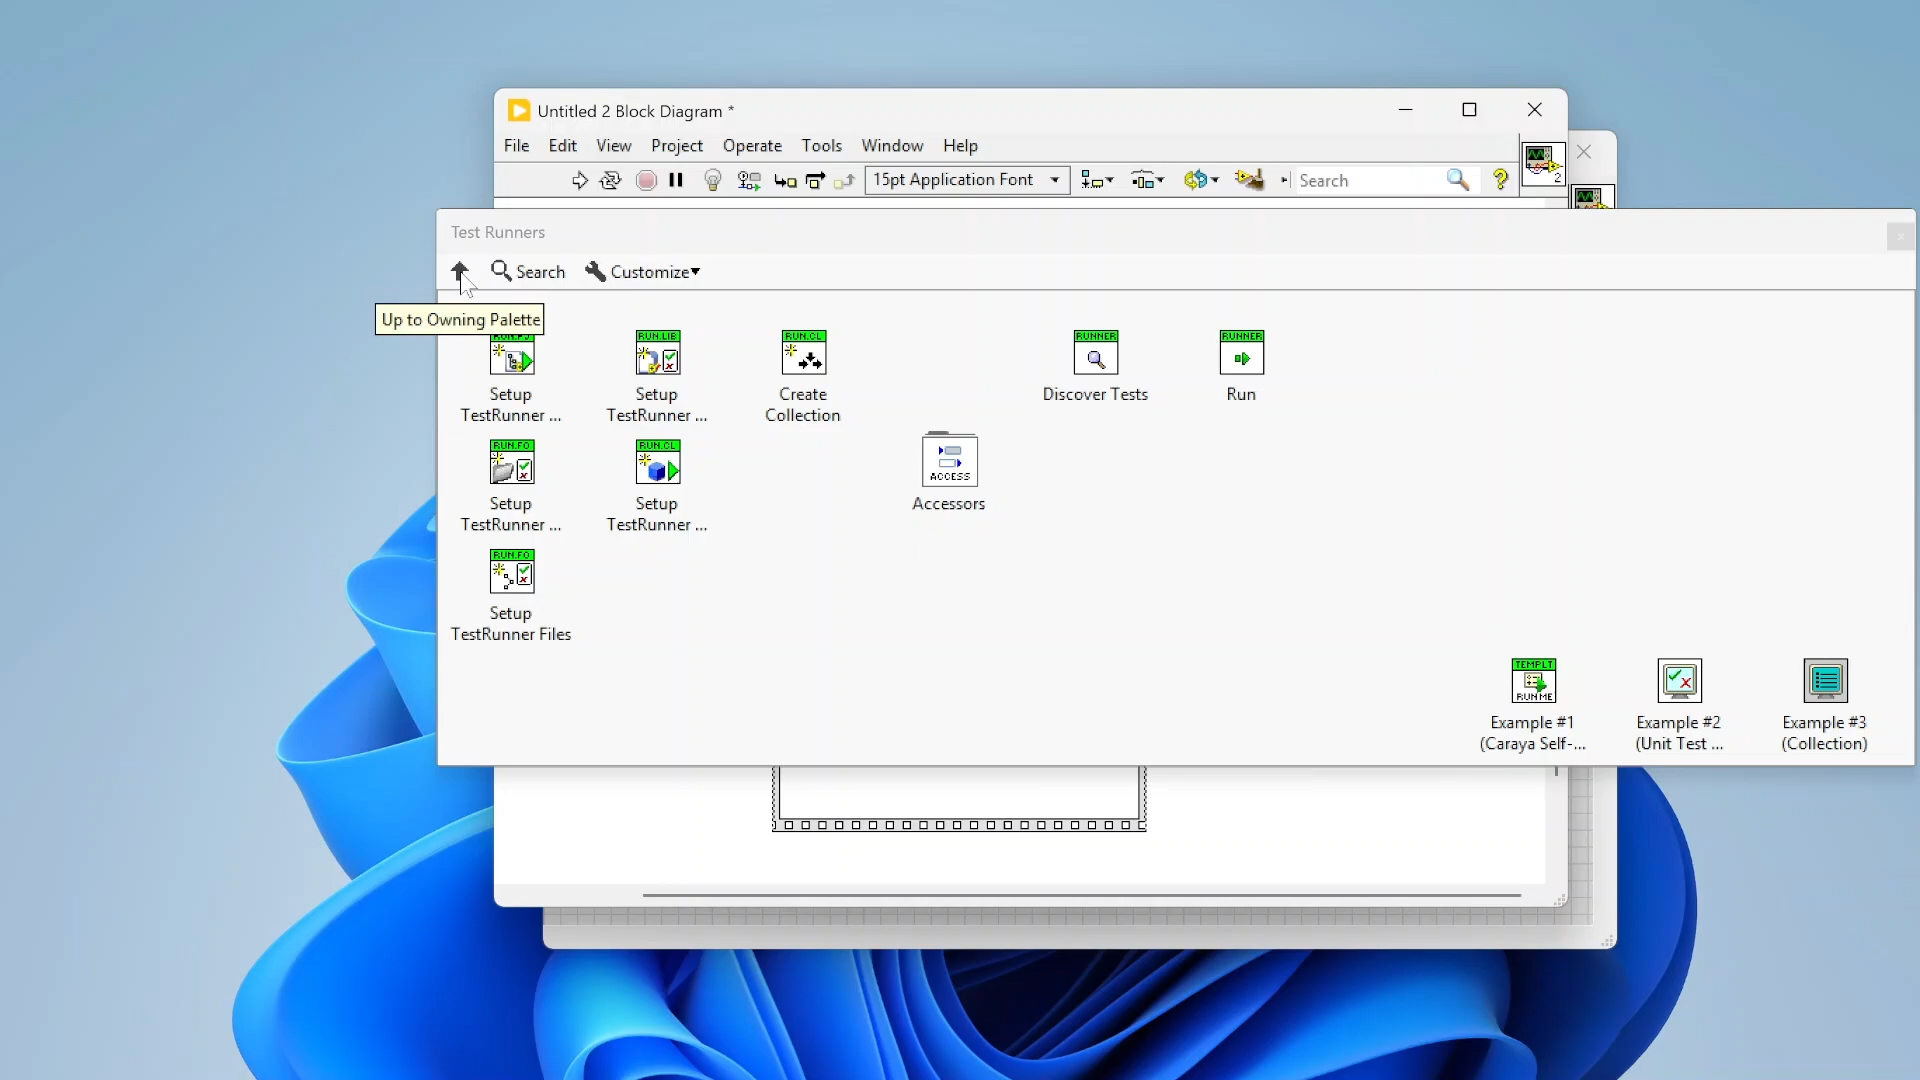 Untitled 2 Block Diagram *
File Edit View Project Operate Tools Window Help
15pt Application Font
Search
2
Test Runners
Search Customize
Up to Owning Palette
RUN.LIB RUN.CL RUNNER RUNNER
Setup
TestRunner ...
Setup
TestRunner ...
Create
Collection
Discover Tests
Run
RUN.FO RUN.CL
Setup
TestRunner ...
Setup
TestRunner ...
ACCESS
Accessors
RUN.FO
Setup
TestRunner Files
TEMPLT
RUN ME
Example #1
(Caraya Self-...
Example #2
(Unit Test ...
Example #3
(Collection)